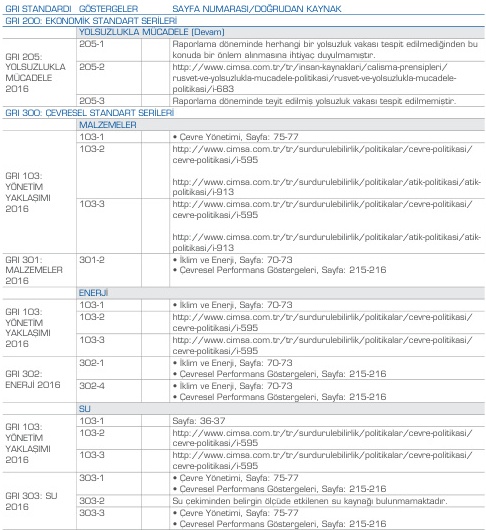 GRI STANDARDI GÖSTERGELER SAYFA NUMARASI/DOĞRUDAN KAYNAK
GRI 200: EKONOMİK STANDART SERİLERİ
YOLSUZLUKLA MÜCADELE (Devam)
GRI 205:
YOLSUZLUKLA
MÜCADELE
2016
205-1
Raporlama döneminde herhangi bir yolsuzluk vakası tespit edilmediğinden bu
konuda bir önlem alınmasına ihtiyaç duyulmamıştır.
205-2
http://www.cimsa.com.tr/tr/insan-kaynaklari/calisma-prensipleri/
rusvet-ve-yolsuzlukla-mucadele-politikasi/rusvet-ve-yolsuzlukla-mucadele-
politikasi/i-683
205-3
Raporlama döneminde teyit edilmiş yolsuzluk vakası tespit edilmemiştir.
GRI 300: ÇEVRESEL STANDART SERİLERİ
MALZEMELER
GRI 103:
YÖNETİM
YAKLAŞIMI
2016
103-1
• Çevre Yönetimi, Sayfa: 75-77
103-2
http://www.cimsa.com.tr/tr/surdurulebilirlik/politikalar/cevre-politikasi/
cevre-politikasi/i-595
http://www.cimsa.com.tr/tr/surdurulebilirlik/politikalar/atik-politikasi/atik-
politikasi/i-913
103-3
http://www.cimsa.com.tr/tr/surdurulebilirlik/politikalar/cevre-politikasi/
cevre-politikasi/i-595
http://www.cimsa.com.tr/tr/surdurulebilirlik/politikalar/atik-politikasi/atik-
politikasi/i-913
GRI 301:
MALZEMELER
2016
301-2
• İklim ve Enerji, Sayfa: 70-73
• Çevresel Performans Göstergeleri, Sayfa: 215-216
ENERJİ
GRI 103:
YÖNETİM
YAKLAŞIMI
2016
103-1
• İklim ve Enerji, Sayfa: 70-73
103-2
http://www.cimsa.com.tr/tr/surdurulebilirlik/politikalar/cevre-politikasi/
cevre-politikasi/i-595
103-3
http://www.cimsa.com.tr/tr/surdurulebilirlik/politikalar/cevre-politikasi/
cevre-politikasi/i-595
GRI 302:
ENERJİ 2016
302-1
• İklim ve Enerji, Sayfa: 70-73
• Çevresel Performans Göstergeleri, Sayfa: 215-216
302-4
• İklim ve Enerji, Sayfa: 70-73
• Çevresel Performans Göstergeleri, Sayfa: 215-216
SU
GRI 103:
YÖNETİM
YAKLAŞIMI
2016
103-1
Sayfa: 36-37
103-2
http://www.cimsa.com.tr/tr/surdurulebilirlik/politikalar/cevre-politikasi/
cevre-politikasi/i-595
103-3
http://www.cimsa.com.tr/tr/surdurulebilirlik/politikalar/cevre-politikasi/
cevre-politikasi/i-595
GRI 303: SU
2016
303-1
• Çevre Yönetimi, Sayfa: 75-77
• Çevresel Performans Göstergeleri, Sayfa: 215-216
303-2
Su çekiminden belirgin ölçüde etkilenen su kaynağı bulunmamaktadır.
303-3
• Çevre Yönetimi, Sayfa: 75-77
• Çevresel Performans Göstergeleri, Sayfa: 215-216